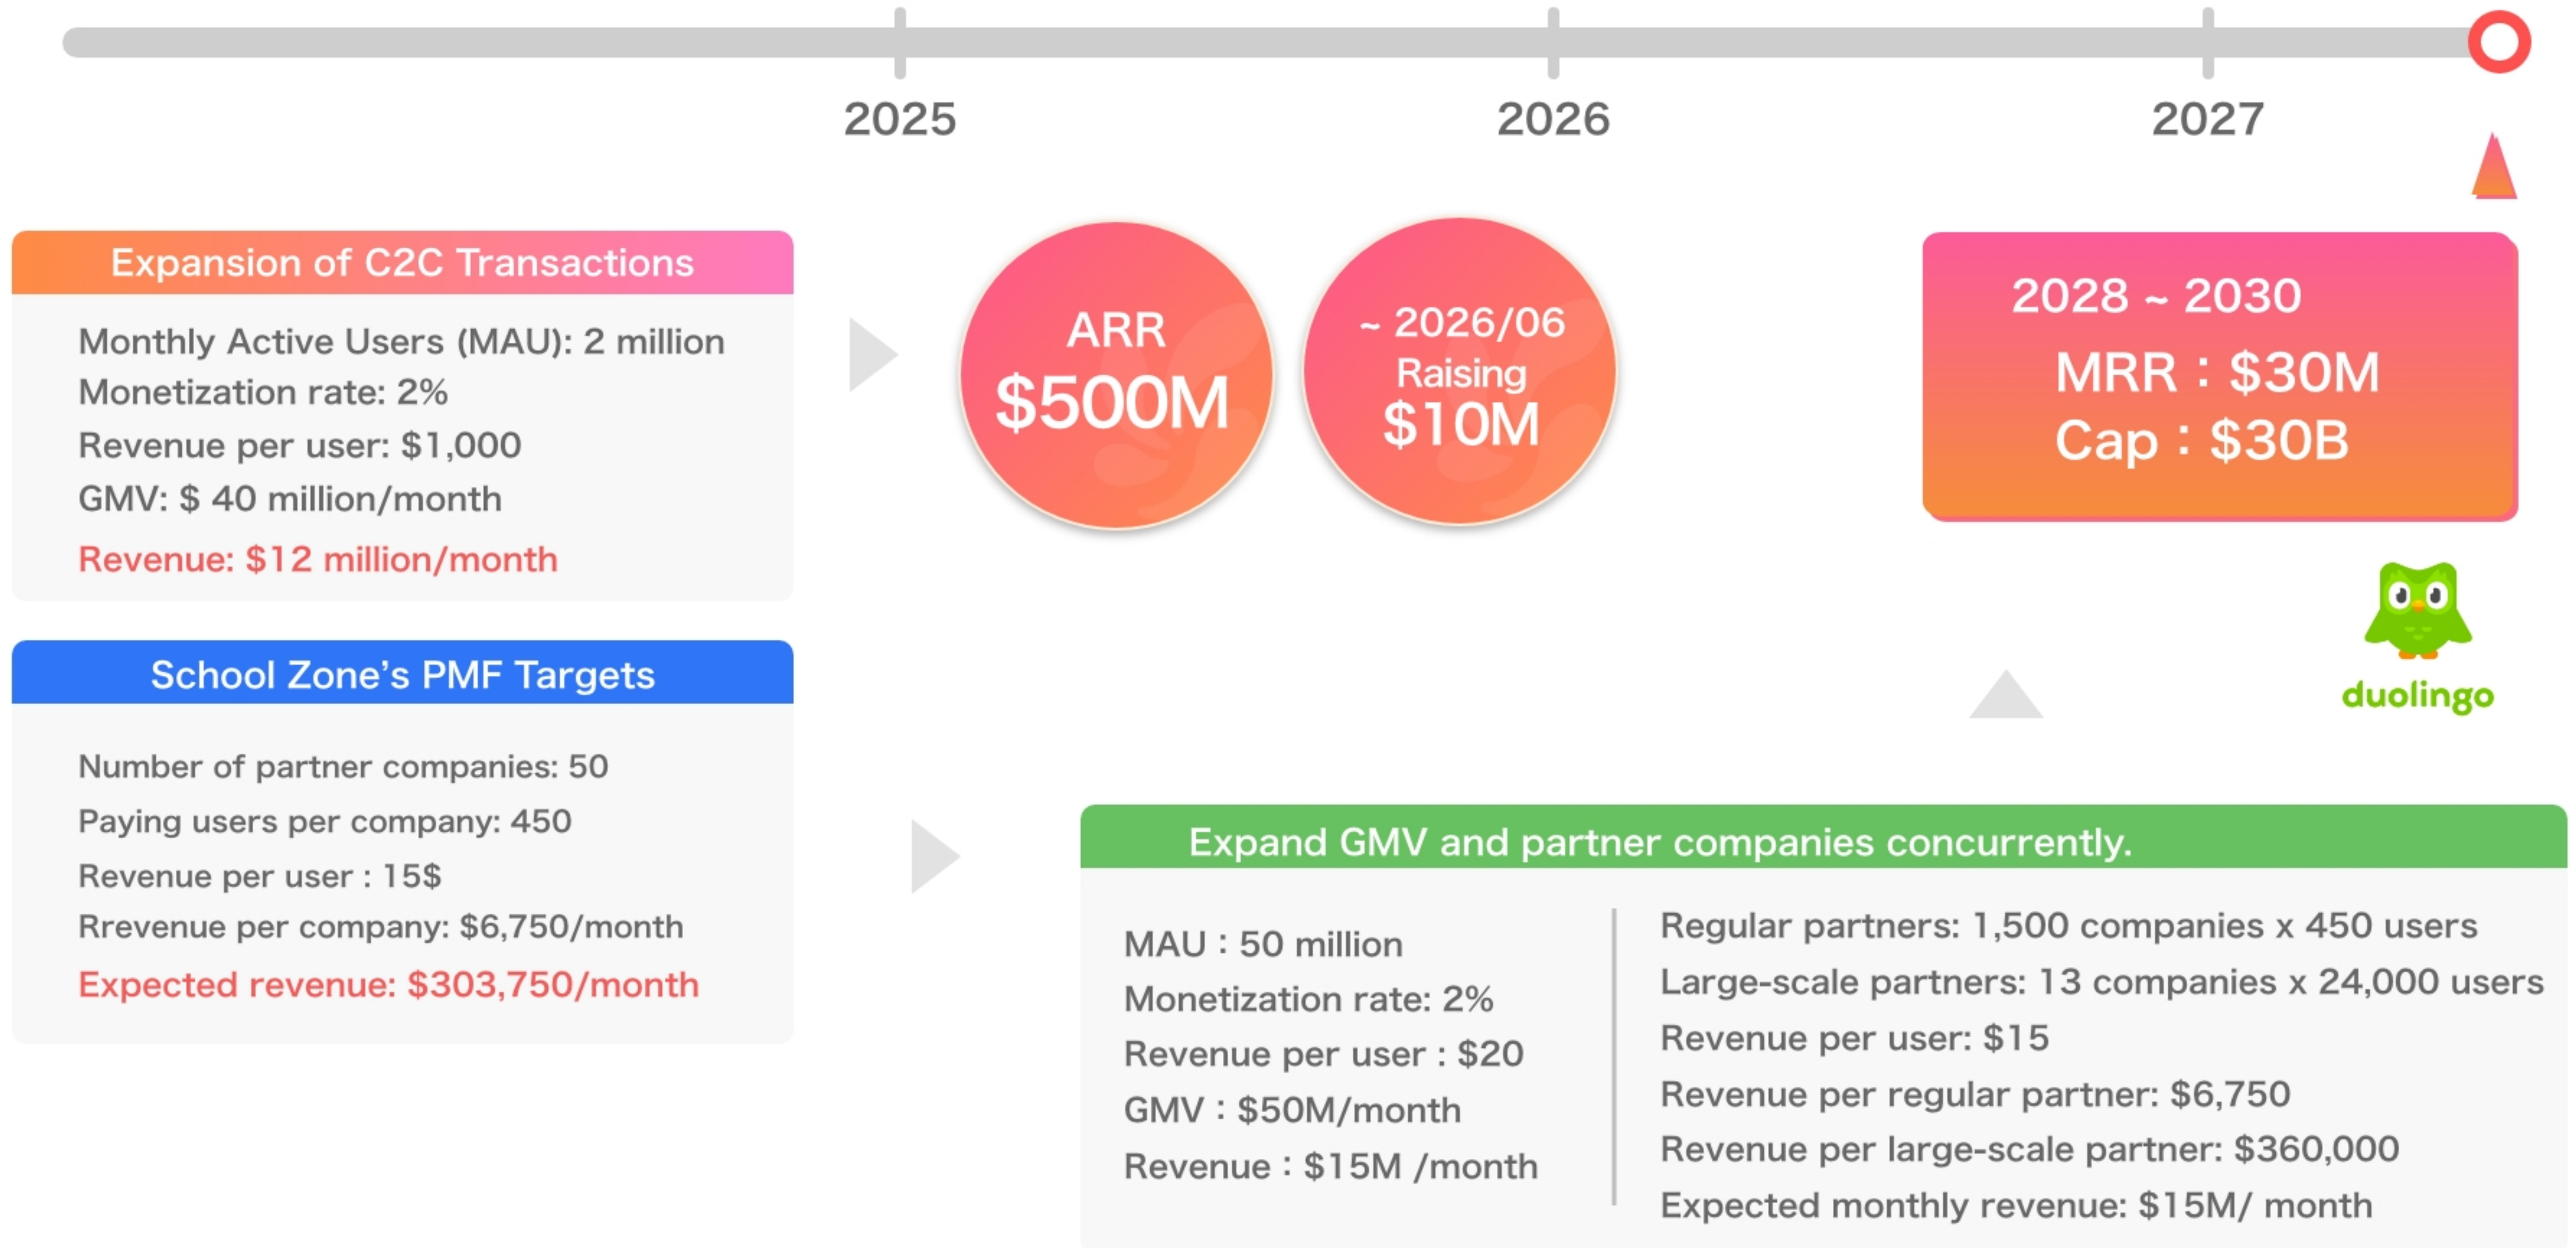 2025
2026
2027
Expansion of C2C Transactions
Monthly Active Users (MAU): 2 million
Monetization rate: 2%
Revenue per user: $1,000
GMV: $ 40 million/month
Revenue: $12 million/month
ARR
$500M
~ 2026/06
Raising
$10M
2028 ~ 2030
MRR：$30M
Cap：$30B
duolingo
School Zone’s PMF Targets
Number of partner companies: 50
Paying users per company: 450
Revenue per user : 15$
Rrevenue per company: $6,750/month
Expected revenue: $303,750/month
Expand GMV and partner companies concurrently.
MAU：50 million
Monetization rate: 2%
Revenue per user : $20
GMV：$50M/month
Revenue：$15M /month
Regular partners: 1,500 companies x 450 users
Large-scale partners: 13 companies x 24,000 users
Revenue per user: $15
Revenue per regular partner: $6,750
Revenue per large-scale partner: $360,000
Expected monthly revenue: $15M/ month